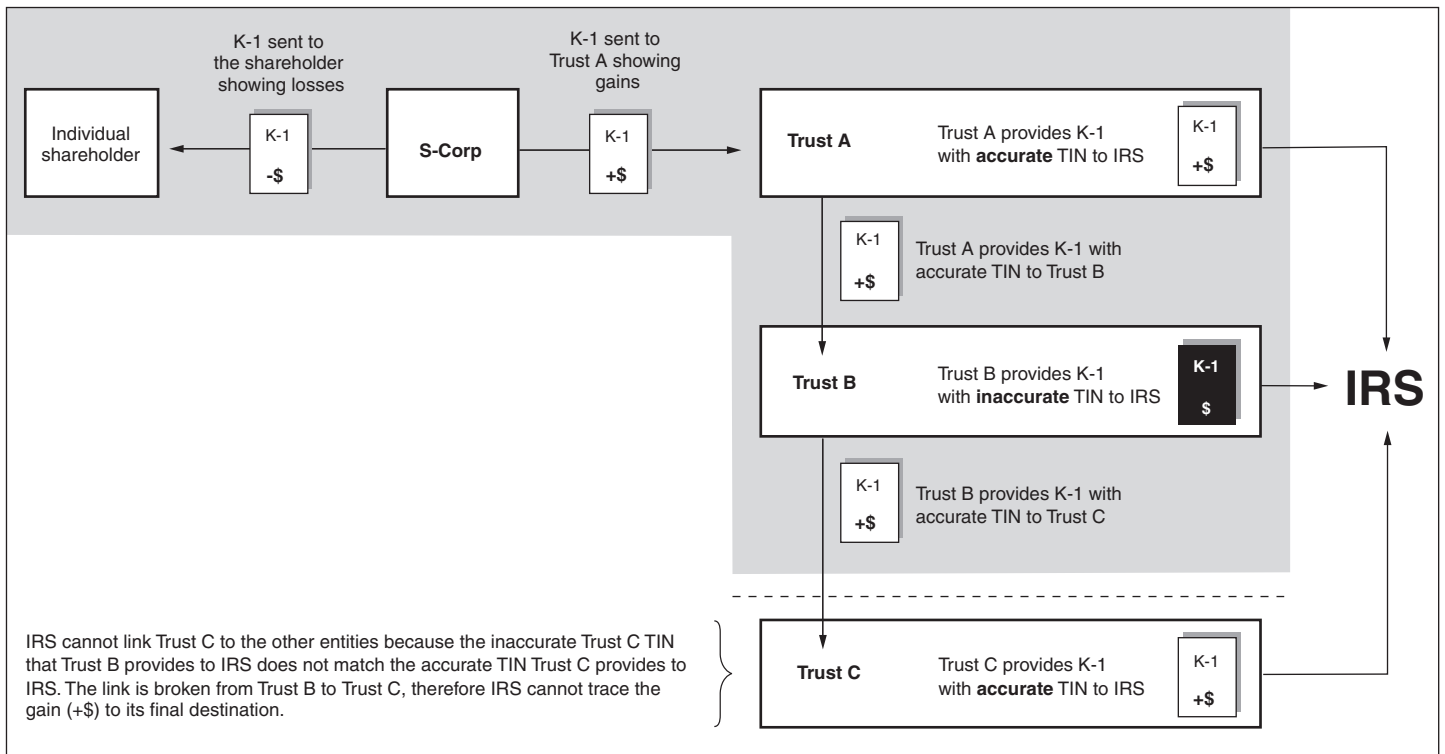 K-1 sent to
the shareholder
showing losses
K-1 sent to
Trust A showing
gains
Individual
shareholder
K-1
-$
S-Corp
K-1
+$
Trust A
Trust A provides K-1
with accurate TIN to IRS
K-1
+$
K-1
+$
Trust A provides K-1 with
accurate TIN to Trust B
Trust B
Trust B provides K-1
with inaccurate TIN to IRS
K-1
$
IRS
K-1
+$
Trust B provides K-1 with
accurate TIN to Trust C
IRS cannot link Trust C to the other entities because the inaccurate Trust C TIN
that Trust B provides to IRS does not match the accurate TIN Trust C provides to
IRS. The link is broken from Trust B to Trust C, therefore IRS cannot trace the
gain (+$) to its final destination.
Trust C
Trust C provides K-1
with accurate TIN to IRS
K-1
+$